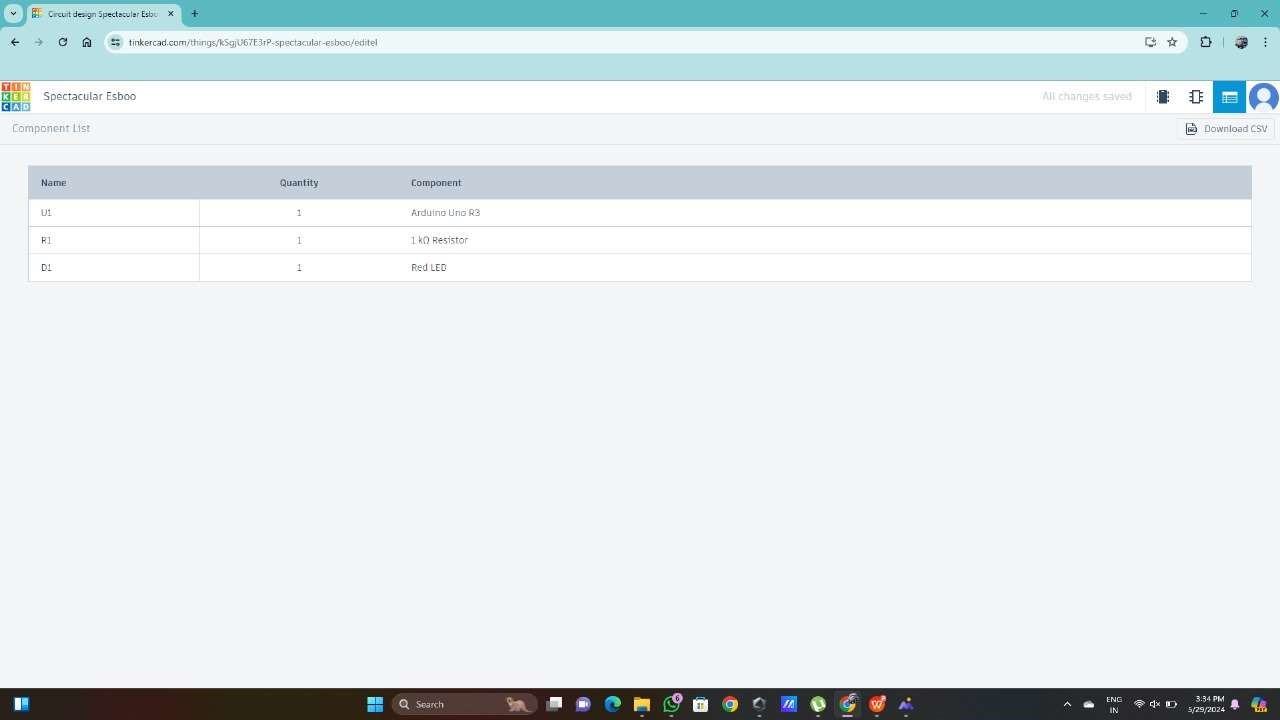 Circuit design Spectacular Esbo
tinkercad.com/things/kSgjU67E3rP-spectacular-esboo/editel
TIN
KER
CAD
Spectacular Esboo
All changes saved
Component List
Download CSV
Name Quantity Component
U1 1 Arduino Uno R3
R1 1 1 kΩ Resistor
D1 1 Red LED
Search
6
ENG
IN
3:34 PM
5/29/2024